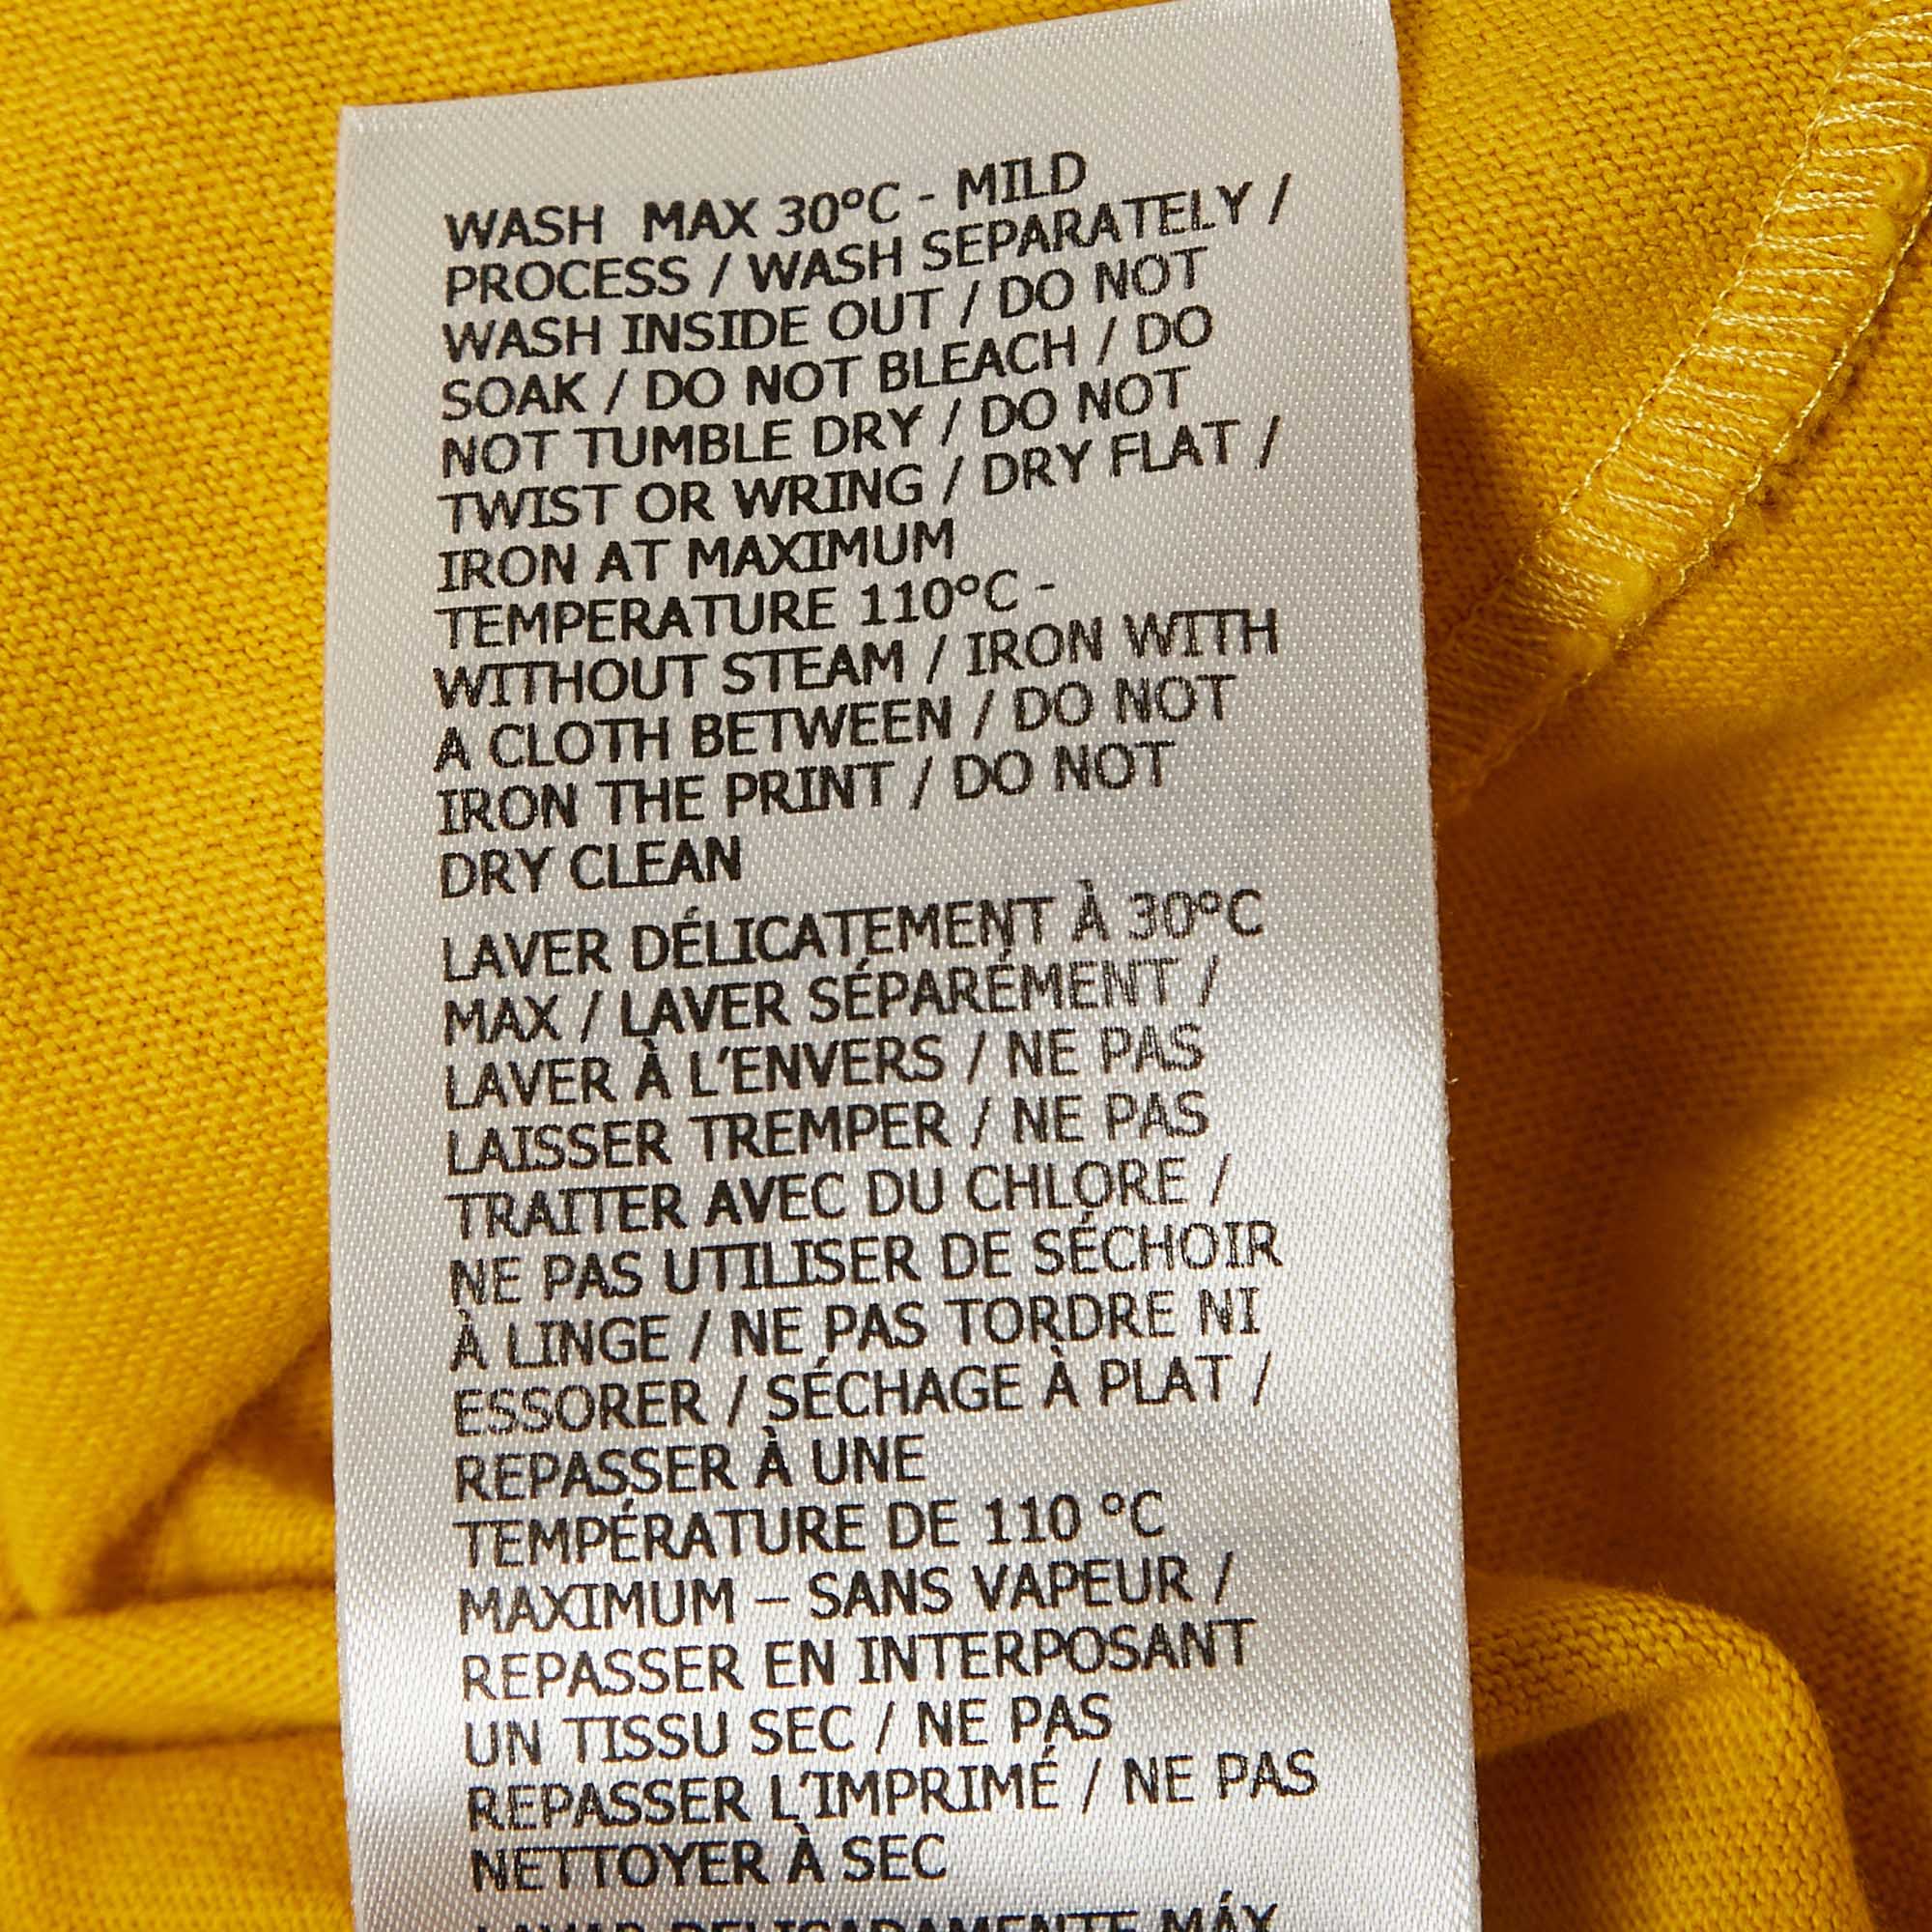 WASH MAX 30°C - MILD
PROCESS / WASH SEPARATELY /
WASH INSIDE OUT / DO NOT
SOAK / DO NOT BLEACH / DO
NOT TUMBLE DRY / DO NOT
TWIST OR WRING / DRY FLAT /
IRON AT MAXIMUM
TEMPERATURE 110°C -
WITHOUT STEAM / IRON WITH
A CLOTH BETWEEN / DO NOT
IRON THE PRINT / DO NOT
DRY CLEAN
LAVER DÉLICATEMENT À 30°C
MAX / LAVER SÉPARÉMENT /
LAVER À L'ENVERS / NE PAS
LAISSER TREMPER / NE PAS
TRAITER AVEC DU CHLORE /
NE PAS UTILISER DE SÉCHOIR
À LINGE / NE PAS TORDRE NI
ESSORER / SÉCHAGE À PLAT /
REPASSER À UNE
TEMPÉRATURE DE 110 °C
MAXIMUM – SANS VAPEUR /
REPASSER EN INTERPOSANT
UN TISSU SEC / NE PAS
REPASSER L'IMPRIMÉ / NE PAS
NETTOYER À SEC
LAVAR DELICADAMENTE MÁX